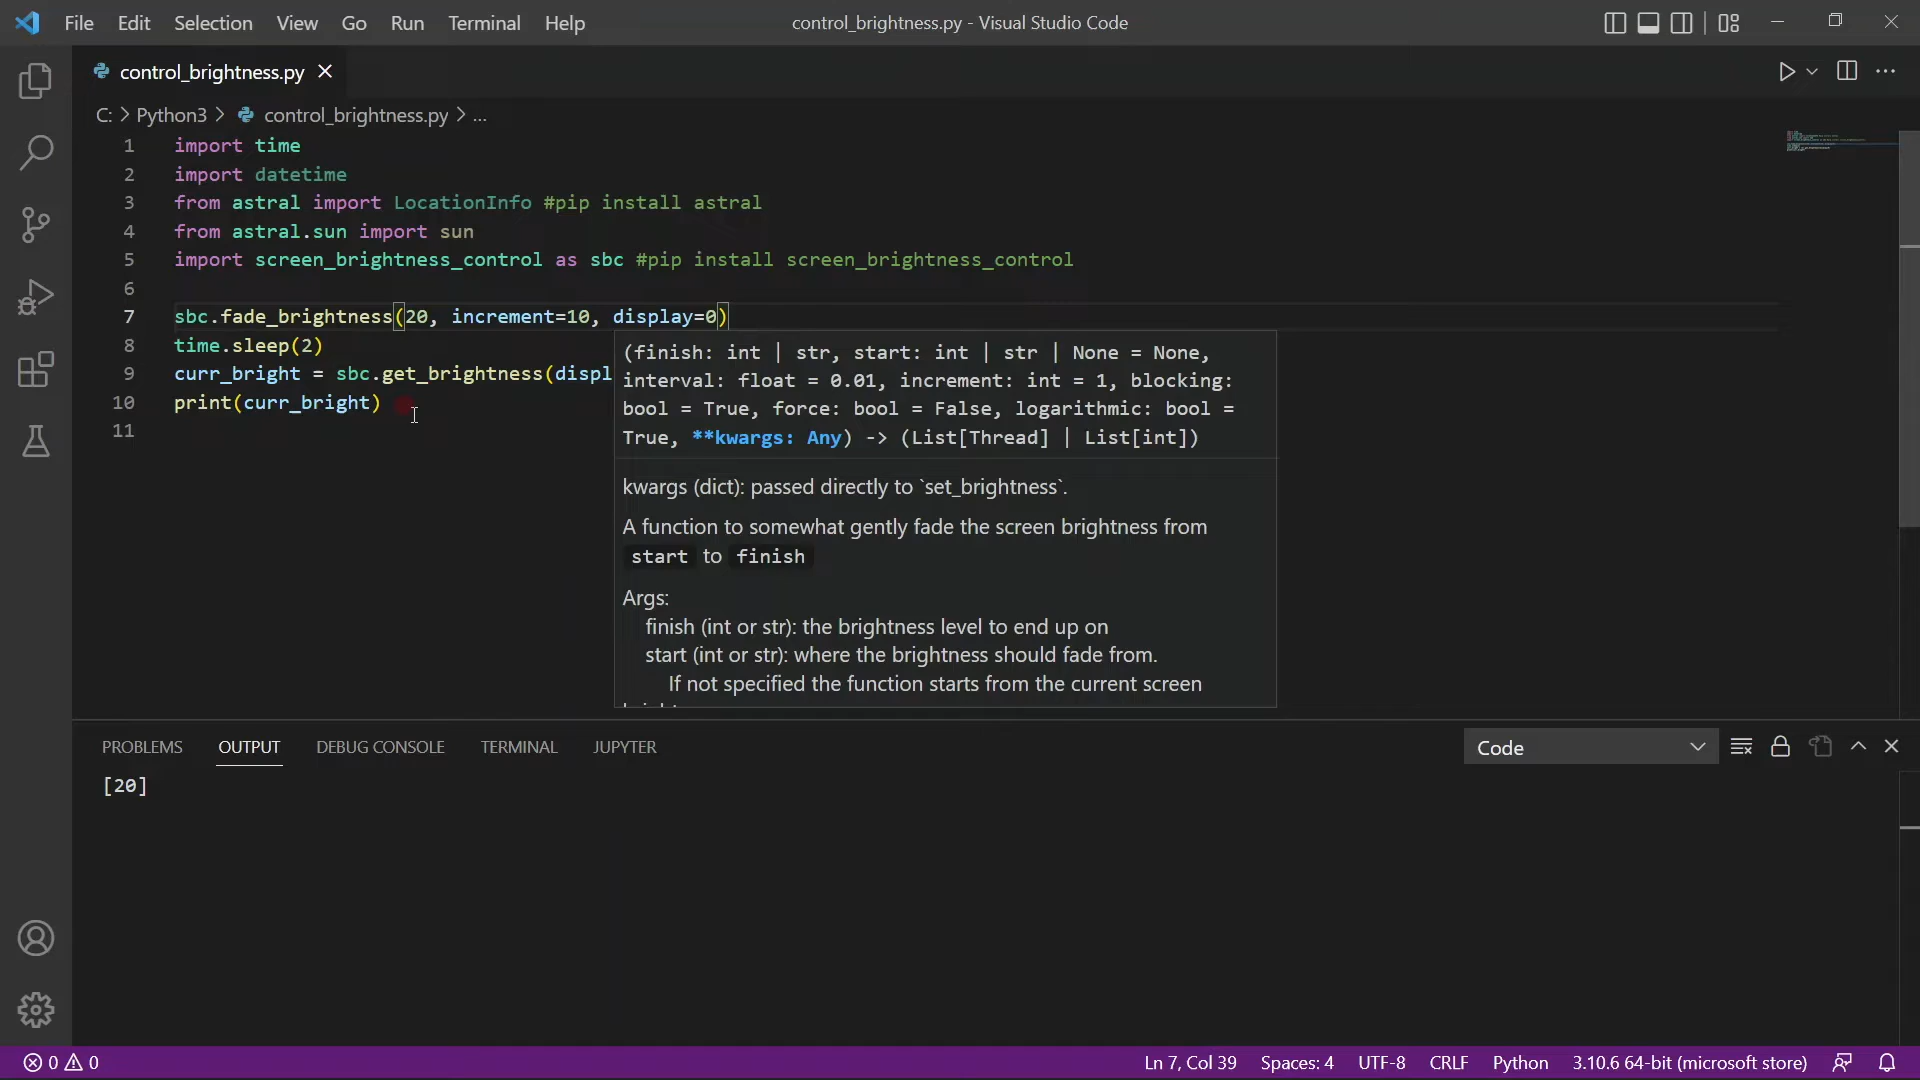 File Edit Selection View Go Run Terminal Help control_brightness.py - Visual Studio Code
control_brightness.py
C: > Python3 > control_brightness.py > ...
1 import time
2 import datetime
3 from astral import LocationInfo #pip install astral
4 from astral.sun import sun
5 import screen_brightness_control as sbc #pip install screen_brightness_control
6
7 sbc.fade_brightness(20, increment=10, display=0)
8 time.sleep(2)
9 curr_bright = sbc.get_brightness(displ
10 print(curr_bright)
11
(finish: int | str, start: int | str | None = None,
interval: float = 0.01, increment: int = 1, blocking:
bool = True, force: bool = False, logarithmic: bool =
True, **kwargs: Any) -> (List[Thread] | List[int])
kwargs (dict): passed directly to `set_brightness`.
A function to somewhat gently fade the screen brightness from
start to finish
Args:
finish (int or str): the brightness level to end up on
start (int or str): where the brightness should fade from.
If not specified the function starts from the current screen
PROBLEMS OUTPUT DEBUG CONSOLE TERMINAL JUPYTER Code
[20]
0 0 Ln 7, Col 39 Spaces: 4 UTF-8 CRLF Python 3.10.6 64-bit (microsoft store)